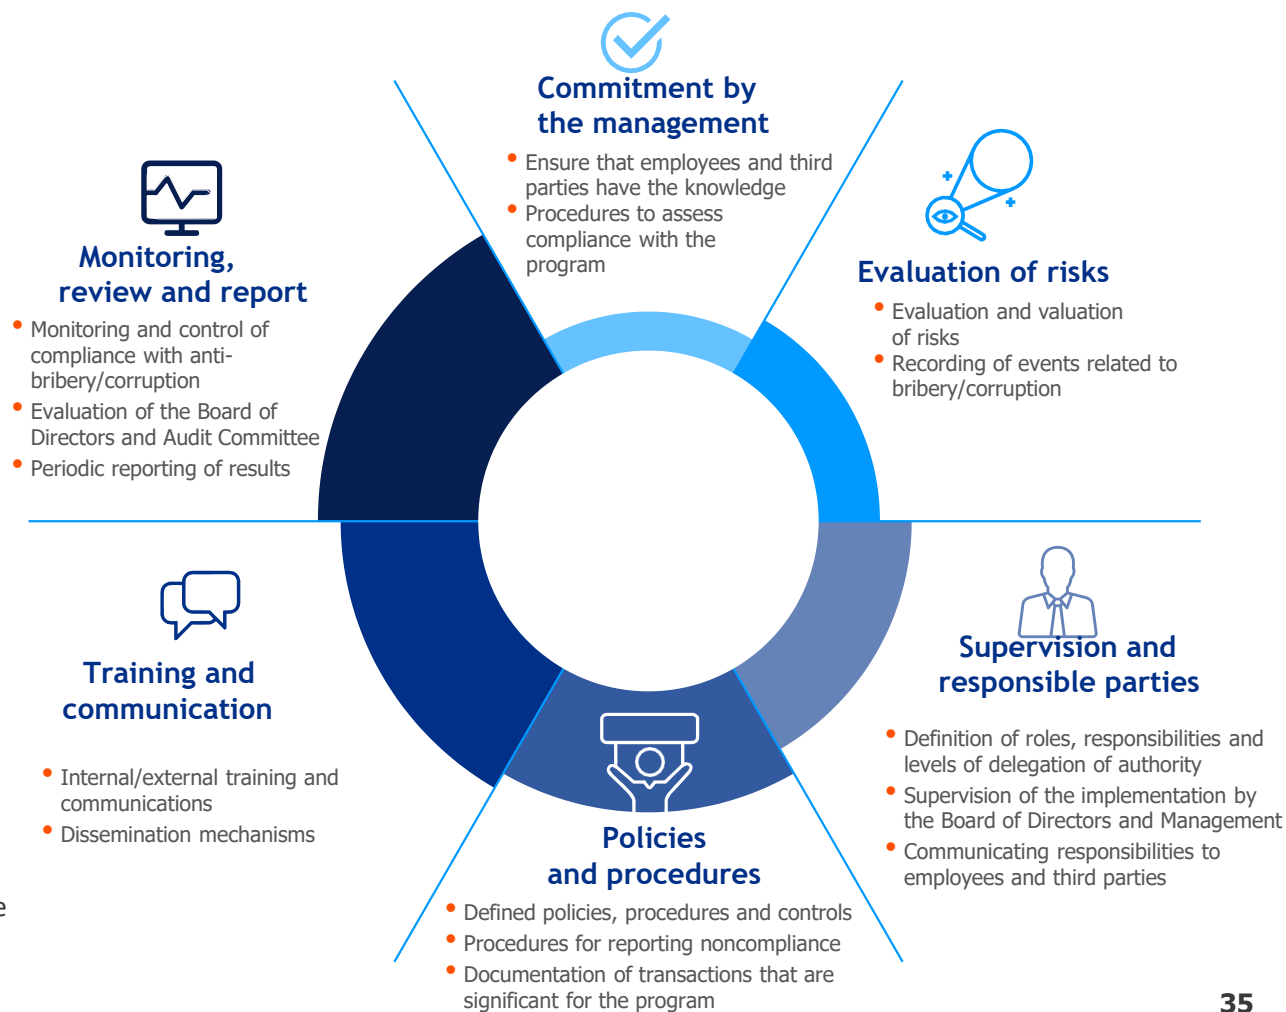 Commitment by
the management
• Ensure that employees and third
parties have the knowledge
• Procedures to assess
compliance with the
program
Evaluation of risks
• Evaluation and valuation
of risks
• Recording of events related to
bribery/corruption
Supervision and
responsible parties
• Definition of roles, responsibilities and
levels of delegation of authority
• Supervision of the implementation by
the Board of Directors and Management
• Communicating responsibilities to
employees and third parties
Policies
and procedures
• Defined policies, procedures and controls
• Procedures for reporting noncompliance
• Documentation of transactions that are
significant for the program
Training and
communication
• Internal/external training and
communications
• Dissemination mechanisms
Monitoring,
review and report
• Monitoring and control of
compliance with anti-
bribery/corruption
• Evaluation of the Board of
Directors and Audit Committee
• Periodic reporting of results
e
35